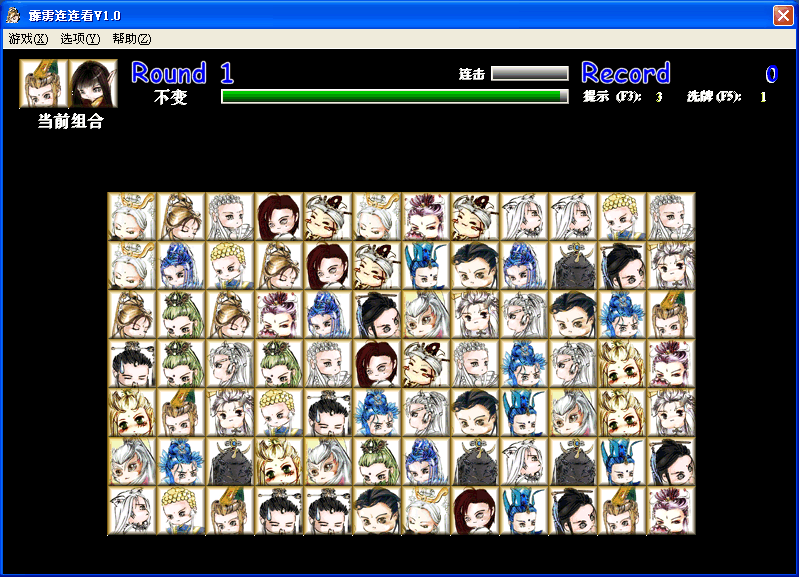 霹雳连连看V1.0
游戏(X) 选项(Y) 帮助(Z)
Round 1 连击 Record 0
不变 提示 (F3): 3 洗牌 (F5): 1
当前组合